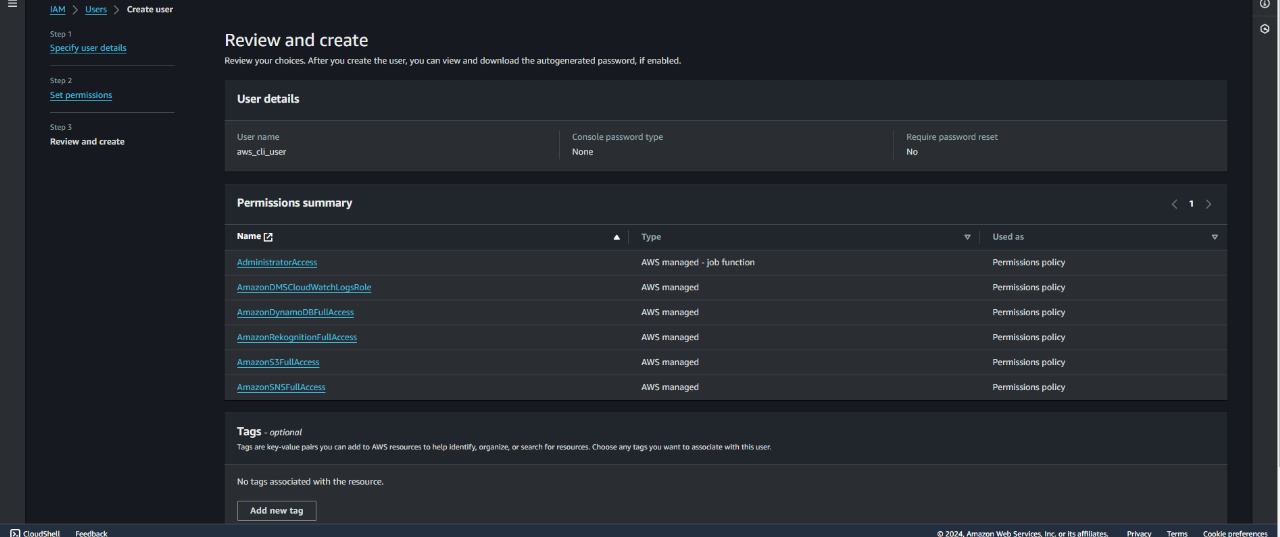 IAM > Users > Create user
Step 1
Specify user details
Step 2
Set permissions
Step 3
Review and create
Review and create
Review your choices. After you create the user, you can view and download the autogenerated password, if enabled.
User details
User name Console password type Require password reset
aws_cli_user None No
Permissions summary < 1 >
Name Type Used as
AdministratorAccess AWS managed - job function Permissions policy
AmazonDMSCloudWatchLogsRole AWS managed Permissions policy
AmazonDynamoDBFullAccess AWS managed Permissions policy
AmazonRekognitionFullAccess AWS managed Permissions policy
AmazonS3FullAccess AWS managed Permissions policy
AmazonSNSFullAccess AWS managed Permissions policy
Tags - optional
Tags are key-value pairs you can add to AWS resources to help identify, organize, or search for resources. Choose any tags you want to associate with this user.
No tags associated with the resource.
Add new tag
CloudShell Feedback © 2024, Amazon Web Services, Inc. or its affiliates. Privacy Terms Cookie preferences